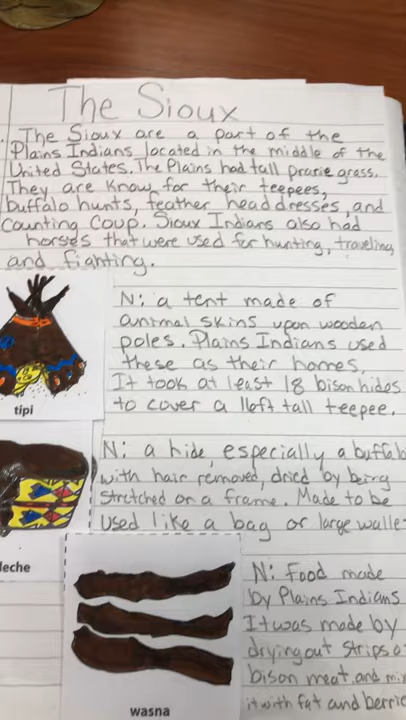 The Sioux
The Sioux are a part of the
Plains Indians located in the middle of the
United States. The Plains had tall prarie grass.
They are know for their teepees,
buffalo hunts, feather headdresses, and
Counting Coup. Sioux Indians also had
horses that were used for hunting, traveling
and fianting.
N: a tent made of
animal skins upon wooden
poles. Plains Indians used
these as their homes.
It took at least 18 bison hides
to cover a 16ft tall teepee.
tipi
N: a hide, especially a buffalo
with hair removed, dried by being
stretched on a frame. Made to be
used like a bag or large walle
leche
N: Food made
by Plains Indians
It was made by
drying out strips o
bison meat and mi
it with fat and berrie
wasna